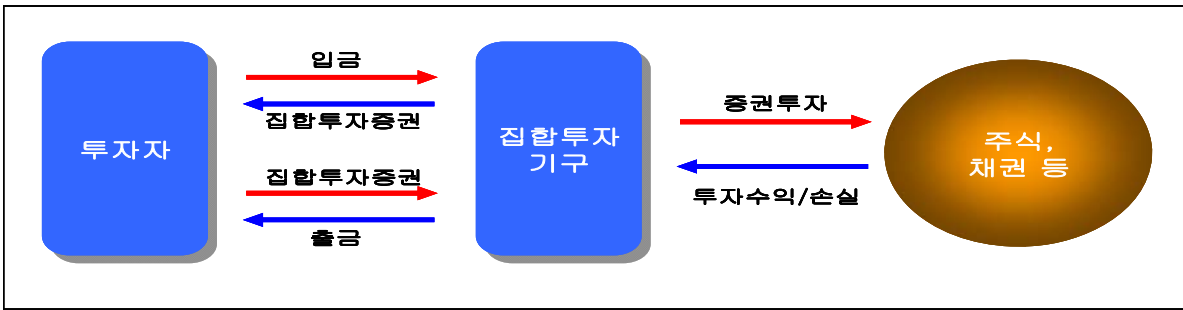 투자자
입금
집합투자증권
집합투자증권
출금
집합투자
기구
증권투자
투자수익/손실
주식,
채권 등